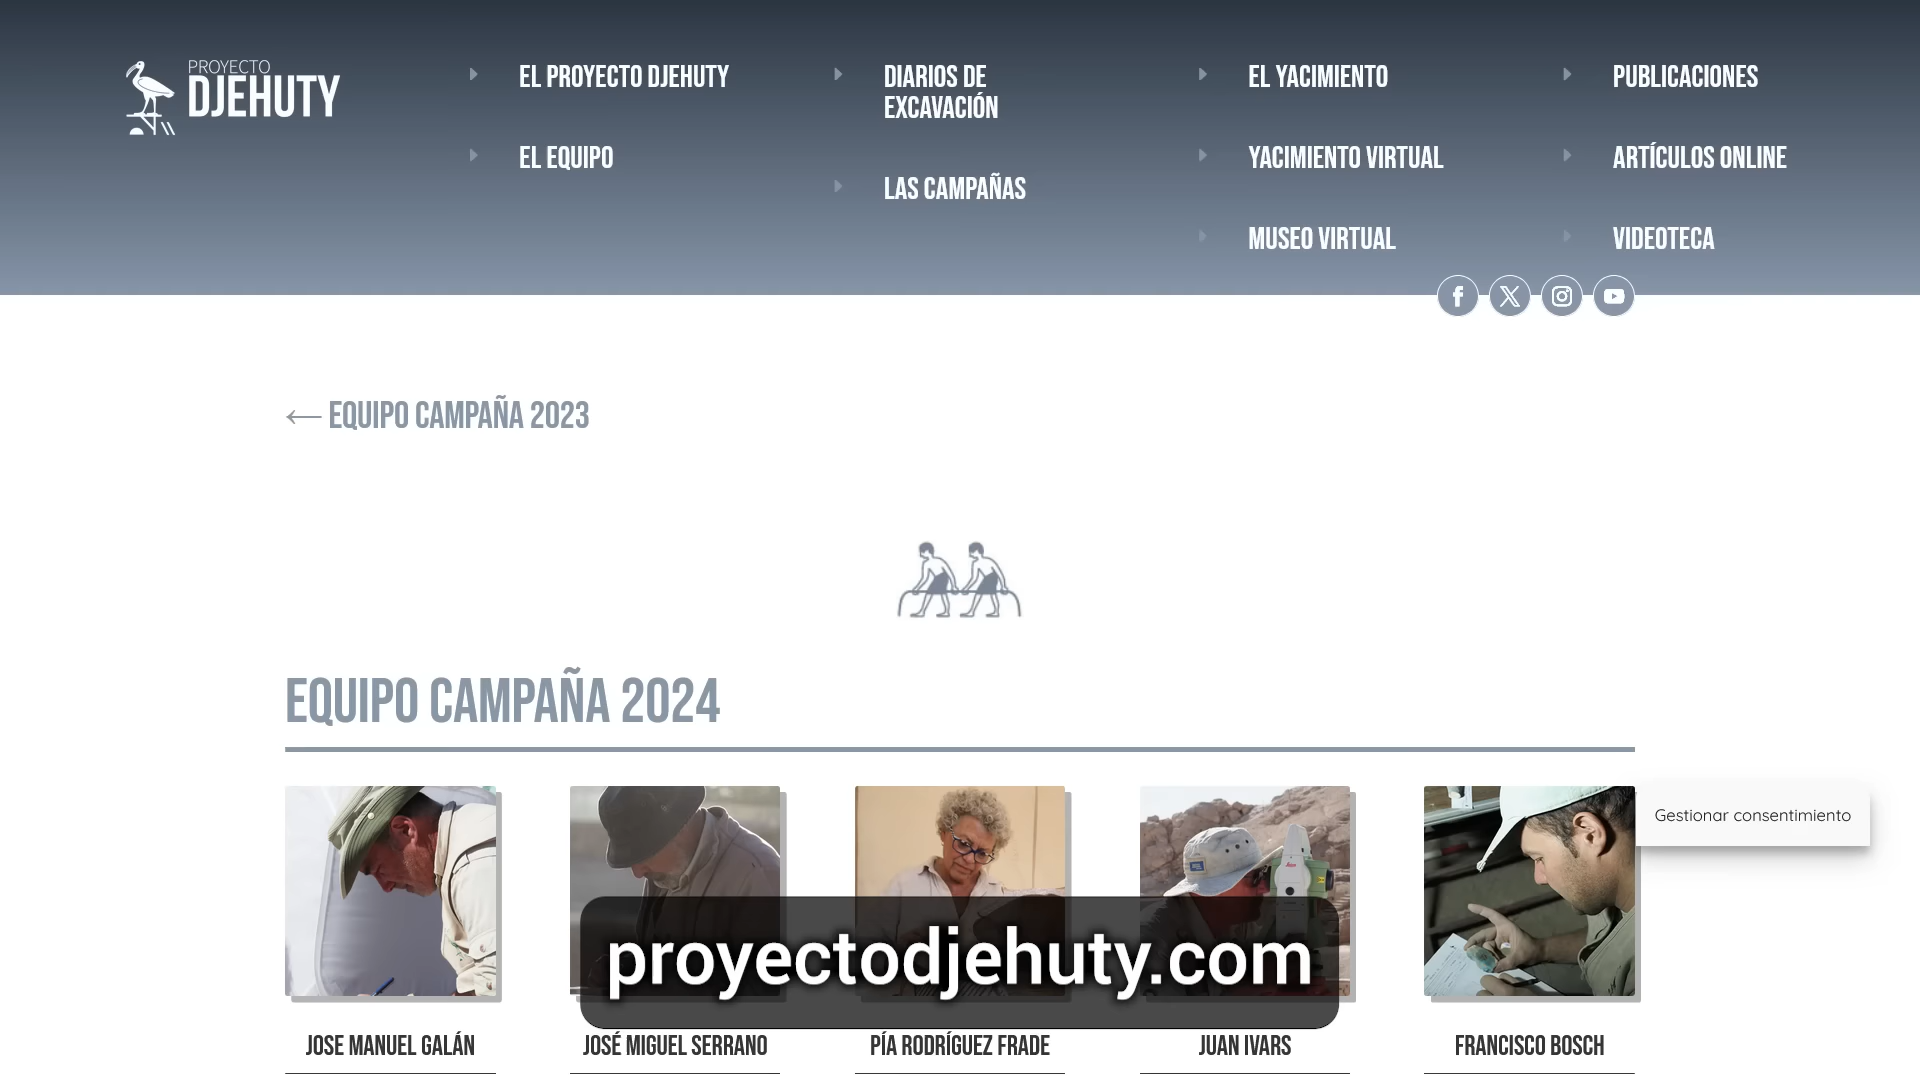 PROYECTO
DJEHUTY
EL PROYECTO DJEHUTY
EL EQUIPO
DIARIOS DE
EXCAVACIÓN
LAS CAMPAÑAS
EL YACIMIENTO
YACIMIENTO VIRTUAL
MUSEO VIRTUAL
PUBLICACIONES
ARTÍCULOS ONLINE
VIDEOTECA
← EQUIPO CAMPAÑA 2023
EQUIPO CAMPAÑA 2024
Gestionar consentimiento
proyectodjehuty.com
JOSE MANUEL GALÁN
JOSÉ MIGUEL SERRANO
PÍA RODRÍGUEZ FRADE
JUAN IVARS
FRANCISCO BOSCH